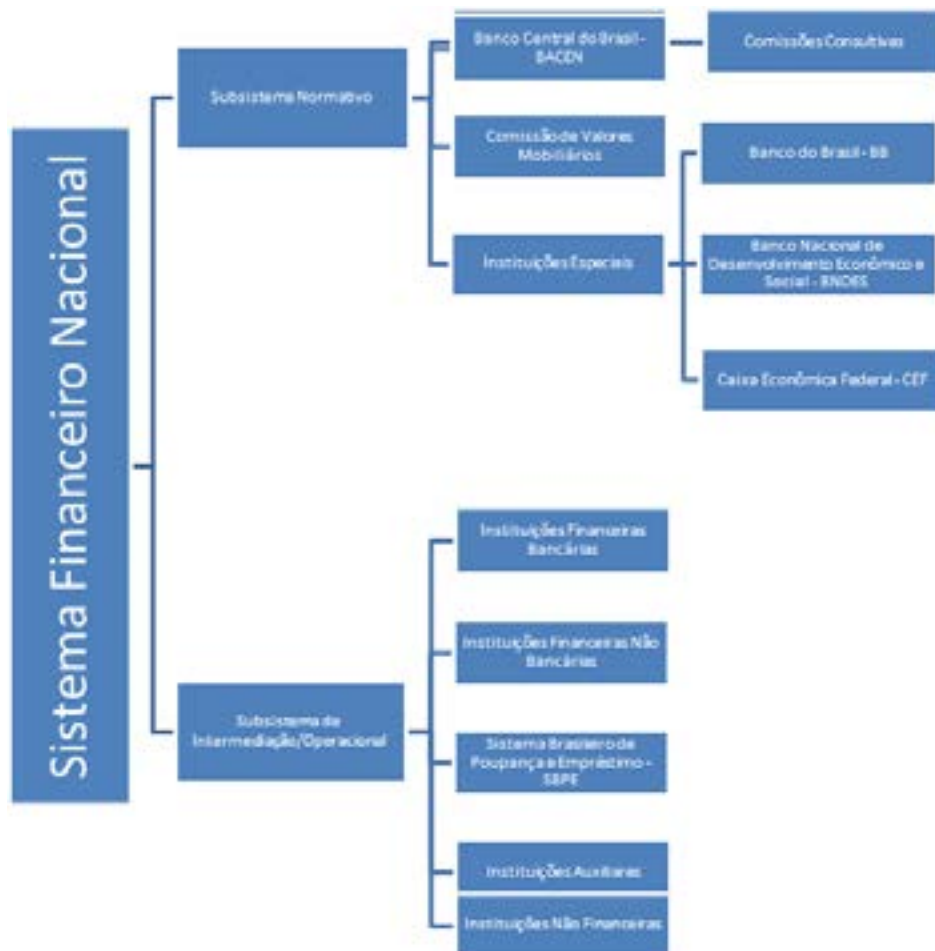 Sistema Financeiro Nacional
Subsistema Normativo
Banco Central do Brasil -
BACEN
Comissões Consultivas
Comissão de Valores
Mobiliários
Instituições Especiais
Banco do Brasil - BB
Banco Nacional de
Desenvolvimento Econômico e
Social - BNDES
Caixa Econômica Federal - CEF
Subsistema de
Intermediação/Operacional
Instituições Financeiras
Bancárias
Instituições Financeiras Não
Bancárias
Sistema Brasileiro de
Poupança e Empréstimo -
SBPE
Instituições Auxiliares
Instituições Não Financeiras